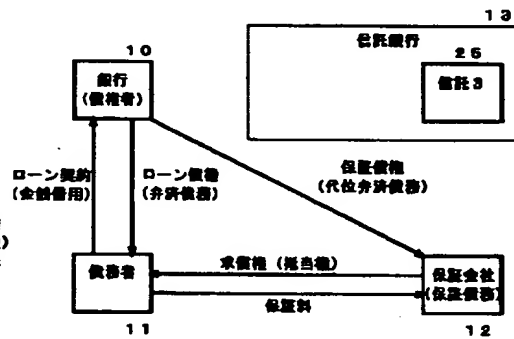 13
信託銀行
10
25
銀行
(債権者)
信託3
ローン契約
(金銭借用)
ローン債権
(弁済債務)
保証債権
(代位弁済債務)
)
債務者
求償権(抵当権)
保証料
保証会社
(保証債務)
11
12